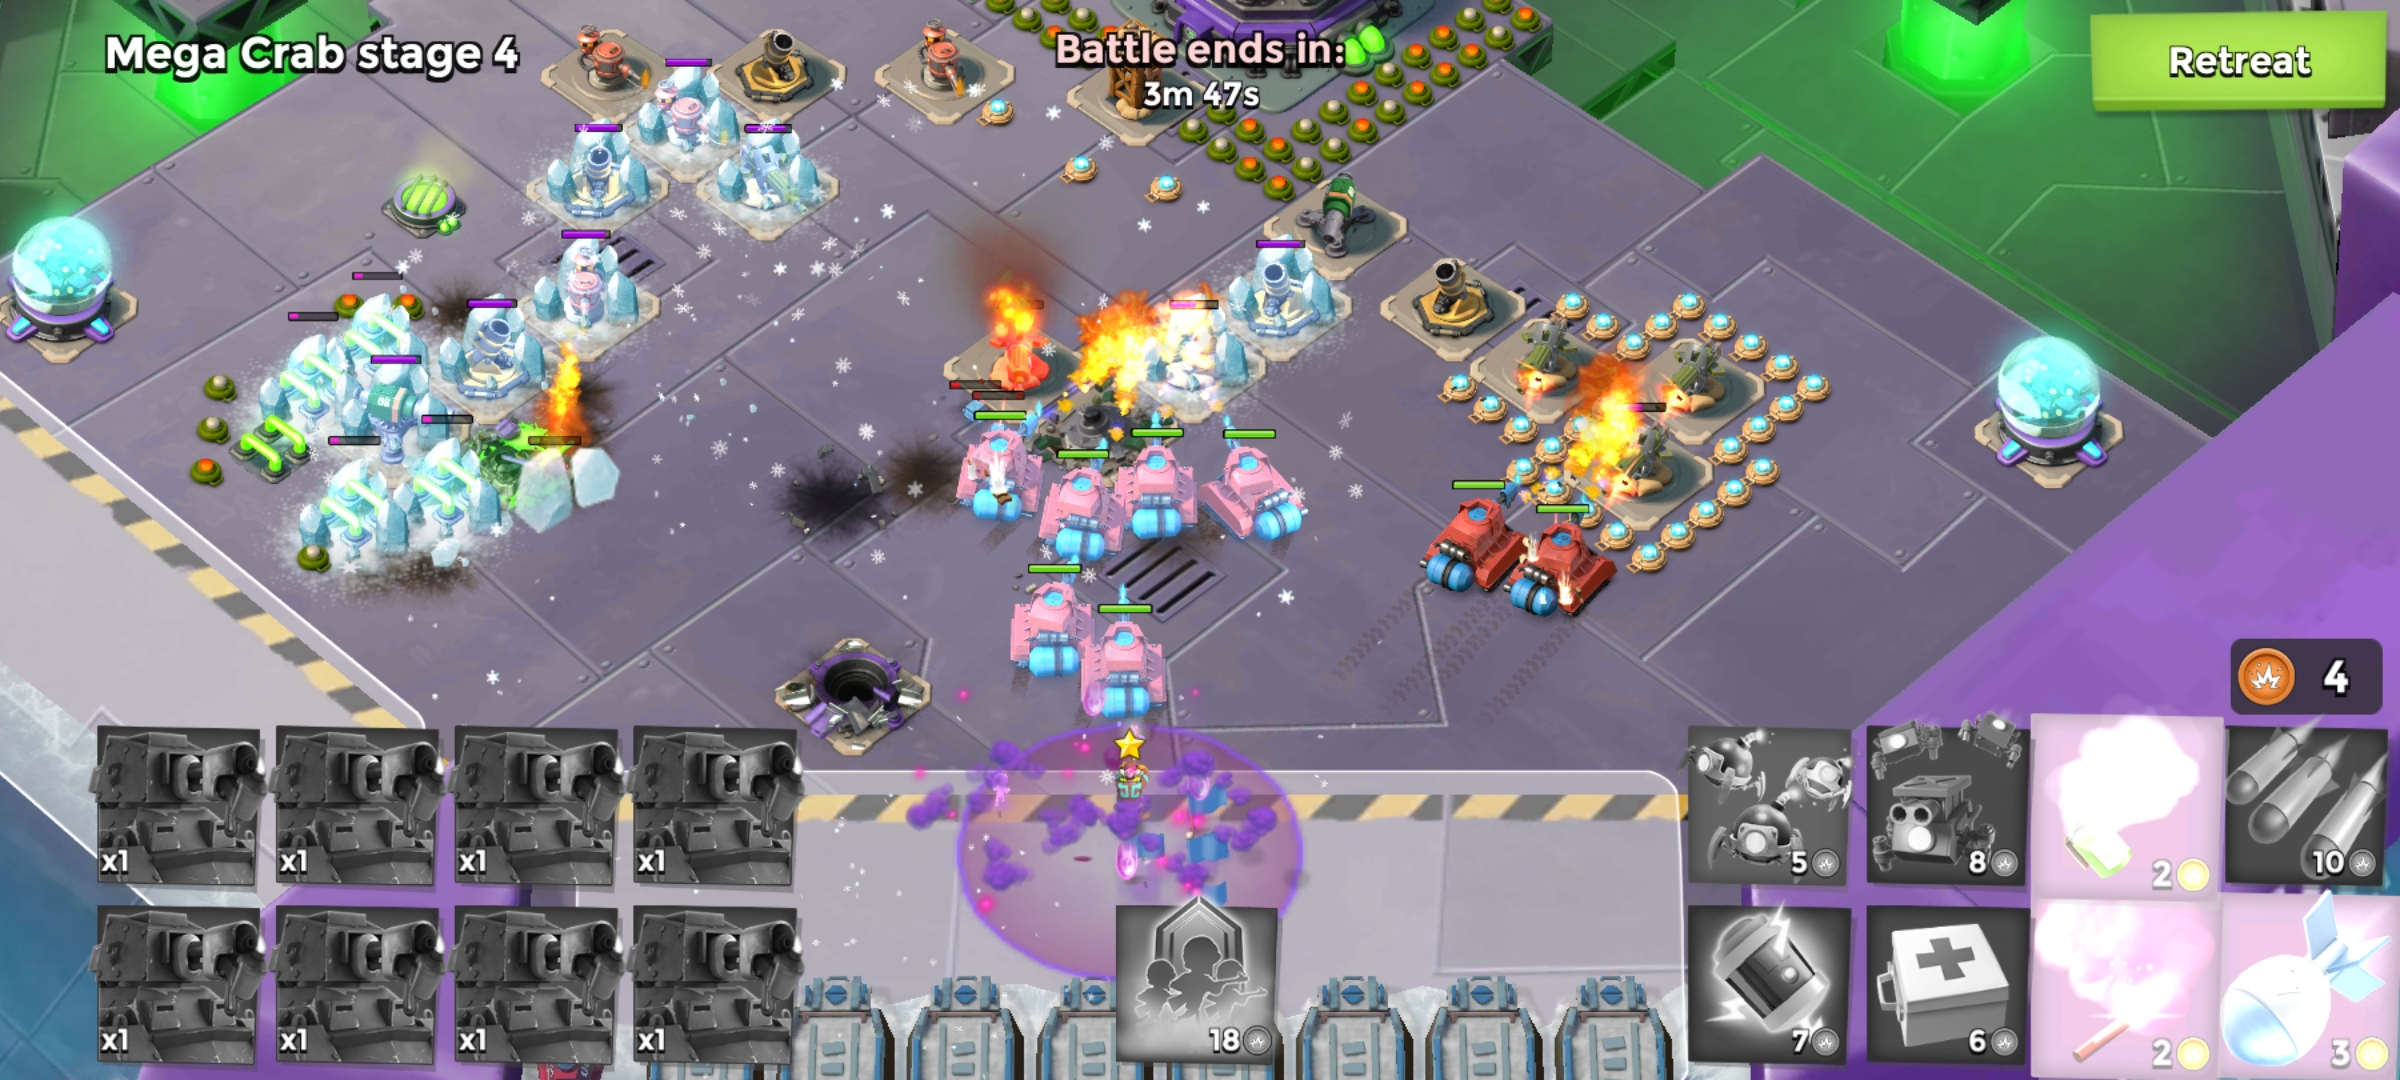 Mega Crab stage 4
Battle ends in:
3m 47s
Retreat
4
x1
x1
x1
x1
5
8
2
10
x1
x1
x1
x1
18
7
6
2
3